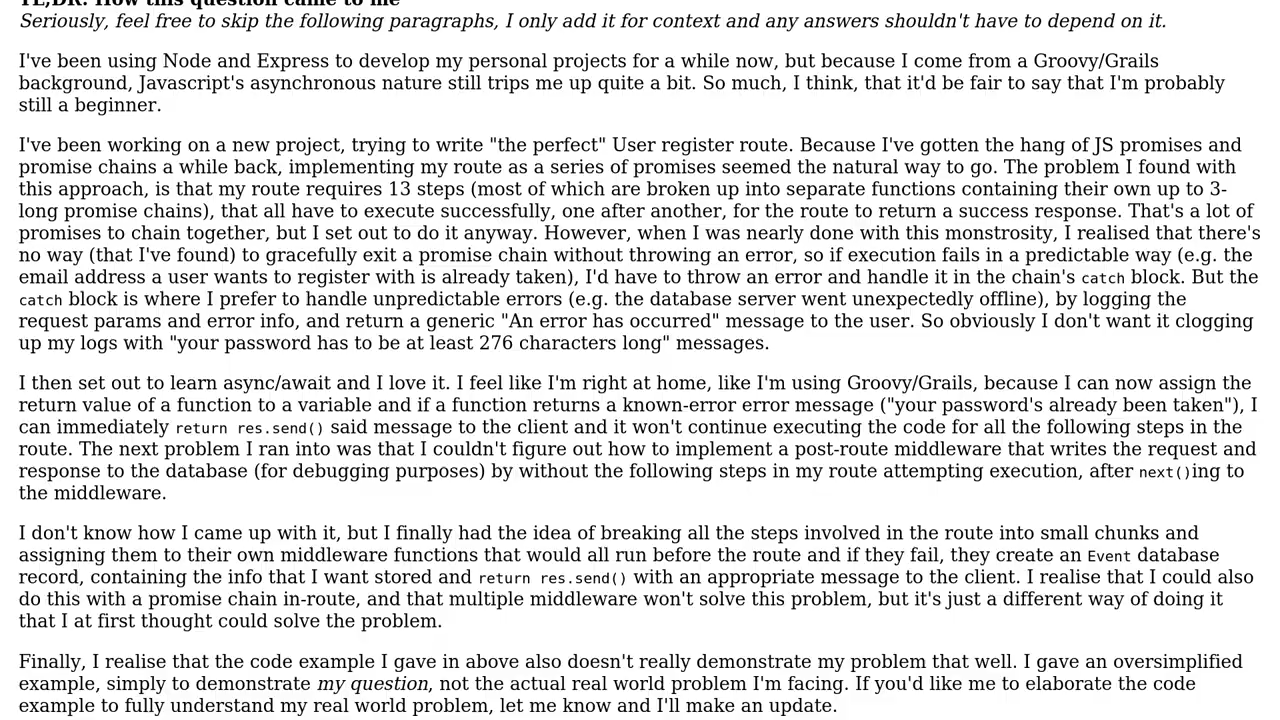 TL;DR: How this question came to me
Seriously, feel free to skip the following paragraphs, I only add it for context and any answers shouldn't have to depend on it.
I've been using Node and Express to develop my personal projects for a while now, but because I come from a Groovy/Grails
background, Javascript's asynchronous nature still trips me up quite a bit. So much, I think, that it'd be fair to say that I'm probably
still a beginner.
I've been working on a new project, trying to write "the perfect" User register route. Because I've gotten the hang of JS promises and
promise chains a while back, implementing my route as a series of promises seemed the natural way to go. The problem I found with
this approach, is that my route requires 13 steps (most of which are broken up into separate functions containing their own up to 3-
long promise chains), that all have to execute successfully, one after another, for the route to return a success response. That's a lot of
promises to chain together, but I set out to do it anyway. However, when I was nearly done with this monstrosity, I realised that there's
no way (that I've found) to gracefully exit a promise chain without throwing an error, so if execution fails in a predictable way (e.g. the
email address a user wants to register with is already taken), I'd have to throw an error and handle it in the chain's catch block. But the
catch block is where I prefer to handle unpredictable errors (e.g. the database server went unexpectedly offline), by logging the
request params and error info, and return a generic "An error has occurred" message to the user. So obviously I don't want it clogging
up my logs with "your password has to be at least 276 characters long" messages.
I then set out to learn async/await and I love it. I feel like I'm right at home, like I'm using Groovy/Grails, because I can now assign the
return value of a function to a variable and if a function returns a known-error error message ("your password's already been taken"), I
can immediately return res.send() said message to the client and it won't continue executing the code for all the following steps in the
route. The next problem I ran into was that I couldn't figure out how to implement a post-route middleware that writes the request and
response to the database (for debugging purposes) by without the following steps in my route attempting execution, after next()ing to
the middleware.
I don't know how I came up with it, but I finally had the idea of breaking all the steps involved in the route into small chunks and
assigning them to their own middleware functions that would all run before the route and if they fail, they create an Event database
record, containing the info that I want stored and return res.send() with an appropriate message to the client. I realise that I could also
do this with a promise chain in-route, and that multiple middleware won't solve this problem, but it's just a different way of doing it
that I at first thought could solve the problem.
Finally, I realise that the code example I gave in above also doesn't really demonstrate my problem that well. I gave an oversimplified
example, simply to demonstrate my question, not the actual real world problem I'm facing. If you'd like me to elaborate the code
example to fully understand my real world problem, let me know and I'll make an update.